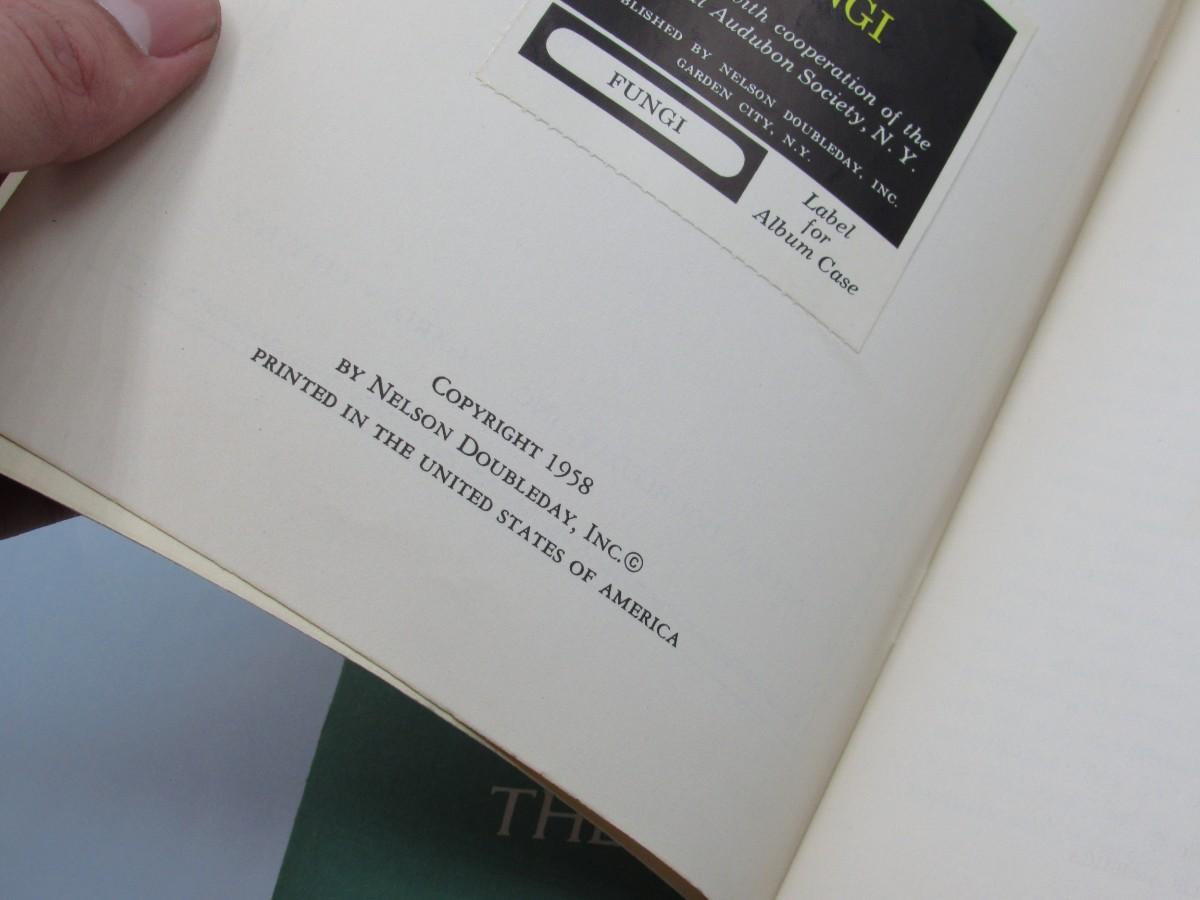 NGI
with cooperation of the
Audubon Society, N. Y.
BLISHED BY NELSON DOUBLEDAY, INC.
GARDEN CITY, N.Y.
FUNGI
Label
for
Album Case
COPYRIGHT 1958
BY NELSON DOUBLEDAY, INC.©
PRINTED IN THE UNITED STATES OF AMERICA
THE